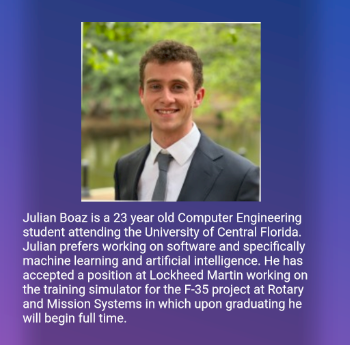 Julian Boaz is a 23 year old Computer Engineering
student attending the University of Central Florida.
Julian prefers working on software and specifically
machine learning and artificial intelligence. He has
accepted a position at Lockheed Martin working on
the training simulator for the F-35 project at Rotary
and Mission Systems in which upon graduating he
will begin full time.